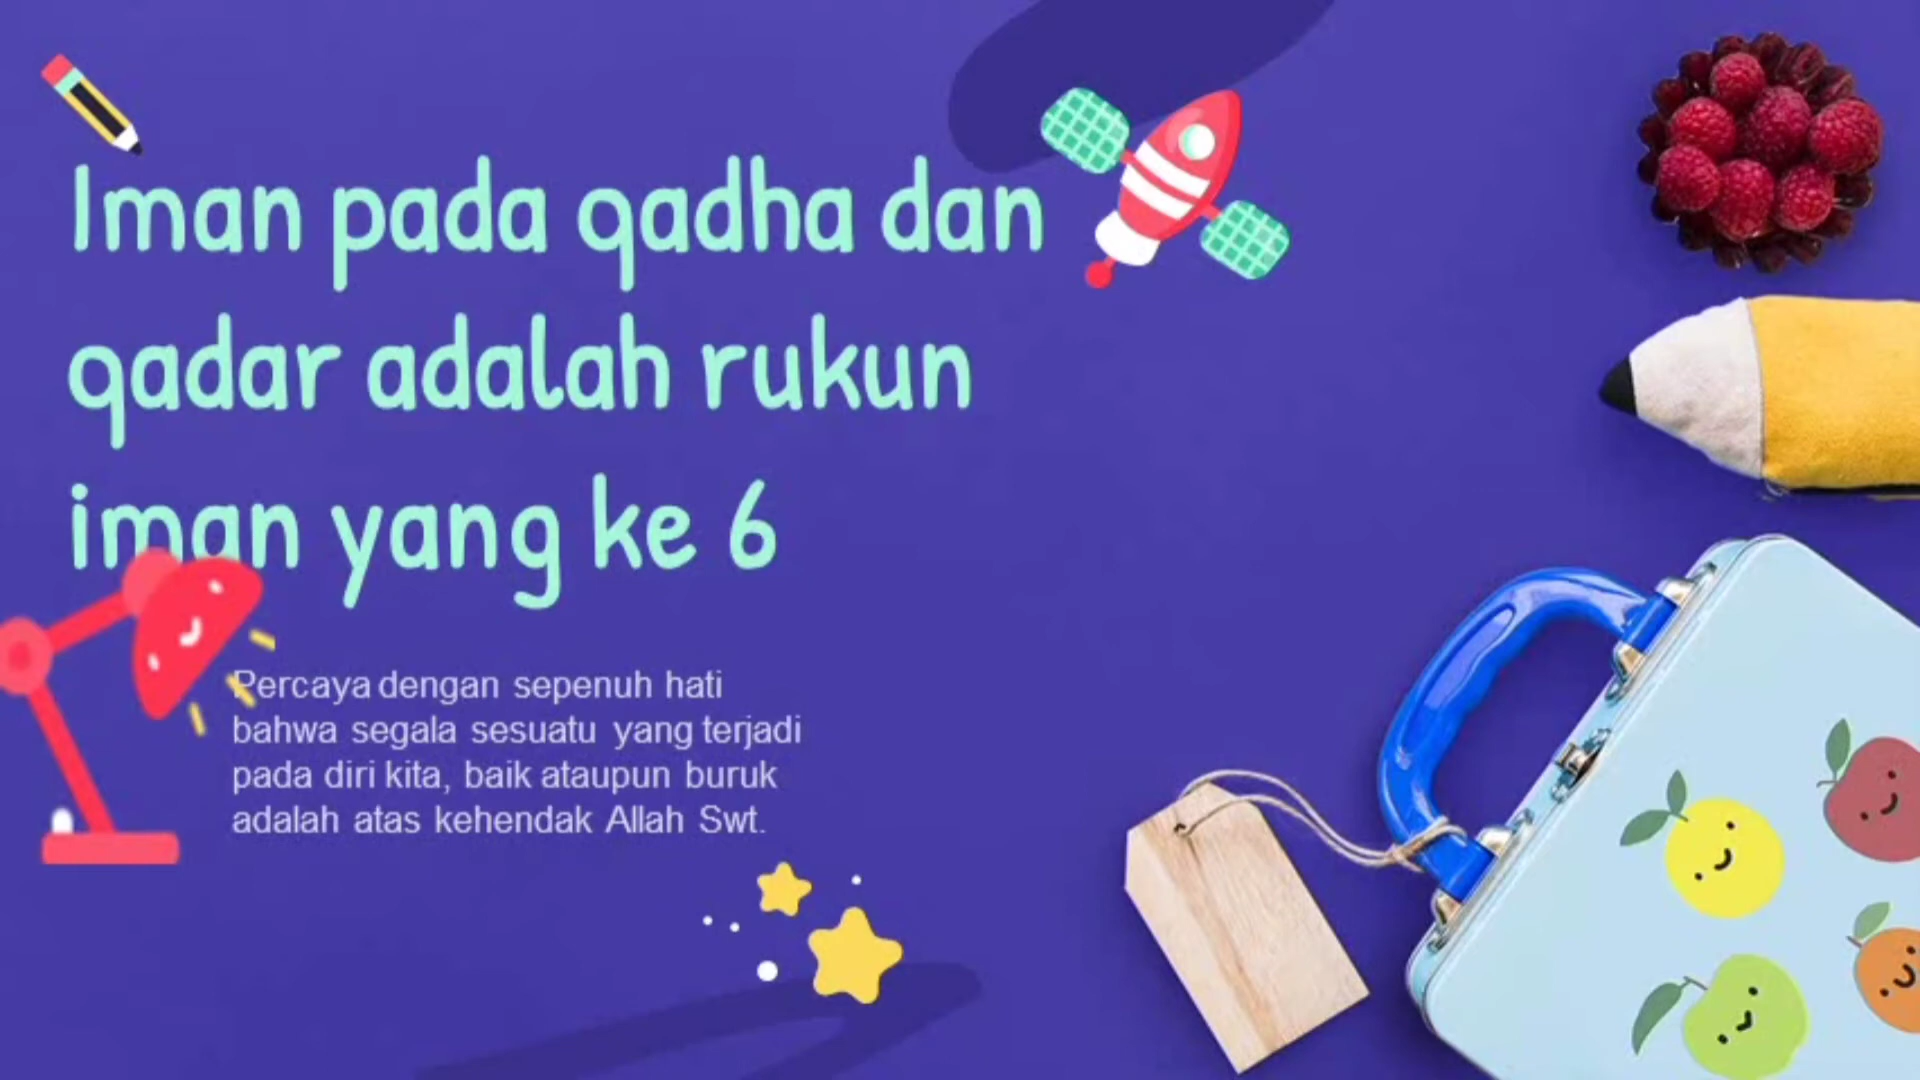 Iman pada qadha dan
qadar adalah rukun
iman yang ke 6
Percaya dengan sepenuh hati
bahwa segala sesuatu yang terjadi
pada diri kita, baik ataupun buruk
adalah atas kehendak Allah Swt.